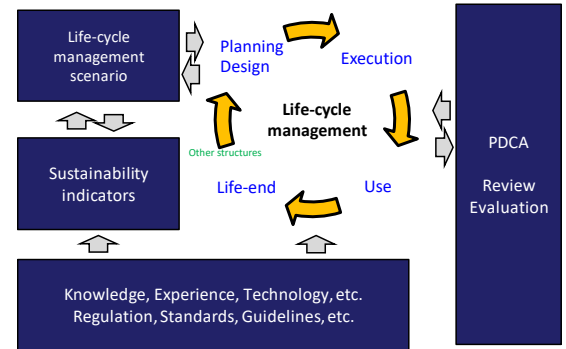 Life-cycle
management
scenario
Planning
Design
Execution
Life-cycle
management
Other structures
Sustainability
indicators
Life-end
Use
PDCA
Review
Evaluation
Knowledge, Experience, Technology, etc.
Regulation, Standards, Guidelines, etc.